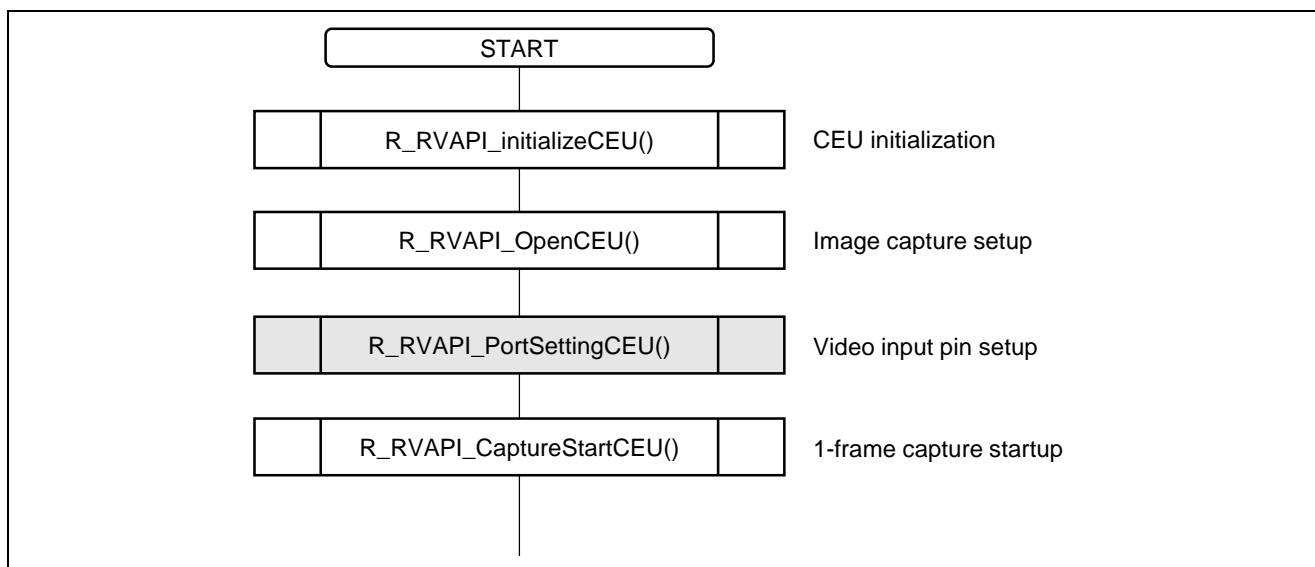 START
R_RVAPI_initializeCEU() CEU initialization
R_RVAPI_OpenCEU() Image capture setup
R_RVAPI_PortSettingCEU() Video input pin setup
R_RVAPI_CaptureStartCEU() 1-frame capture startup